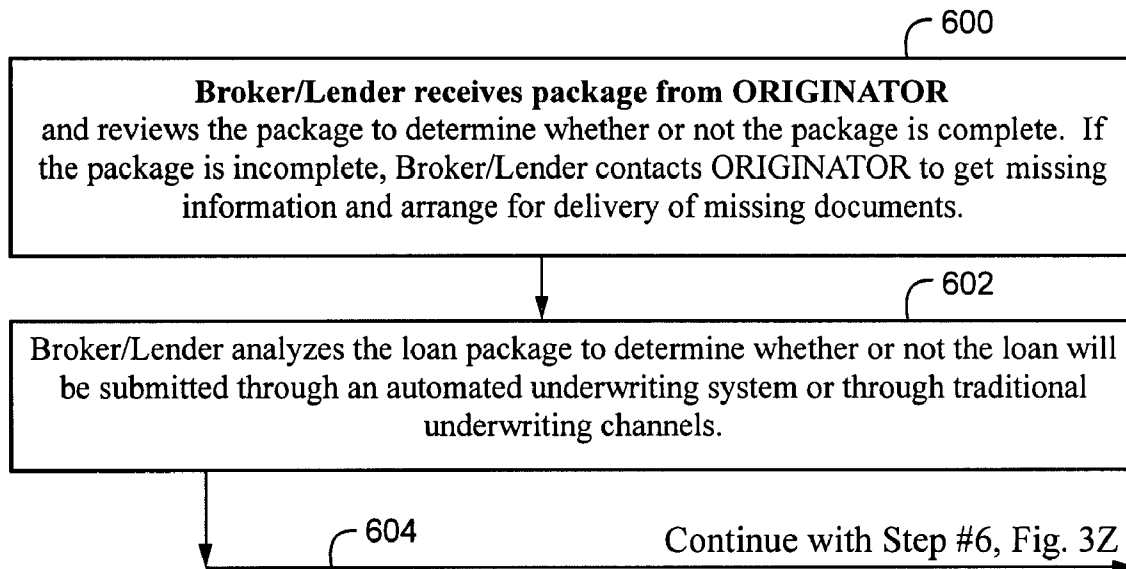 600
Broker/Lender receives package from ORIGINATOR
and reviews the package to determine whether or not the package is complete. If
the package is incomplete, Broker/Lender contacts ORIGINATOR to get missing
information and arrange for delivery of missing documents.
602
Broker/Lender analyzes the loan package to determine whether or not the loan will
be submitted through an automated underwriting system or through traditional
underwriting channels.
604
Continue with Step #6, Fig. 3Z